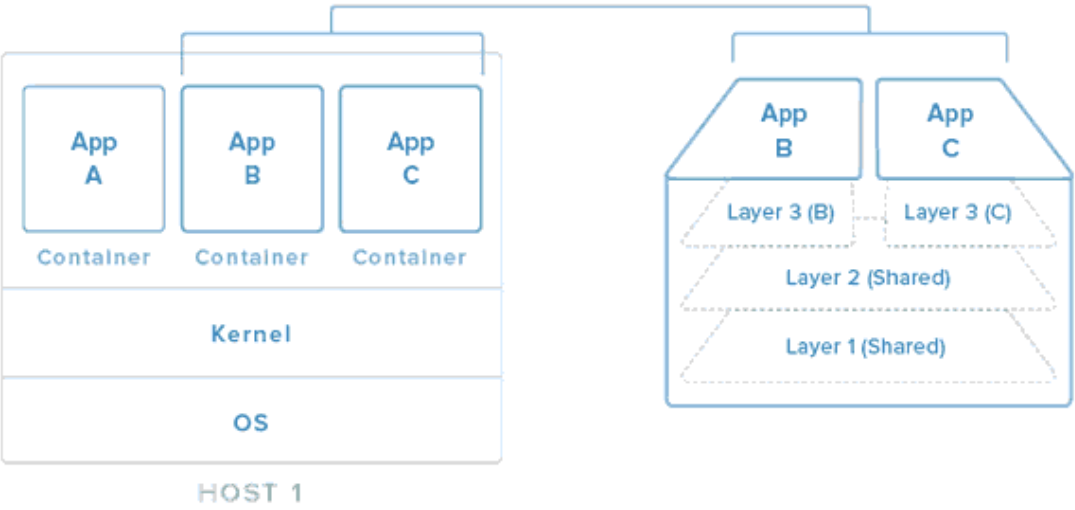 App
A
App
B
App
C
Container
Container
Container
Kernel
OS
HOST 1
App
B
App
C
Layer 3 (B)
Layer 3 (C)
Layer 2 (Shared)
Layer 1 (Shared)